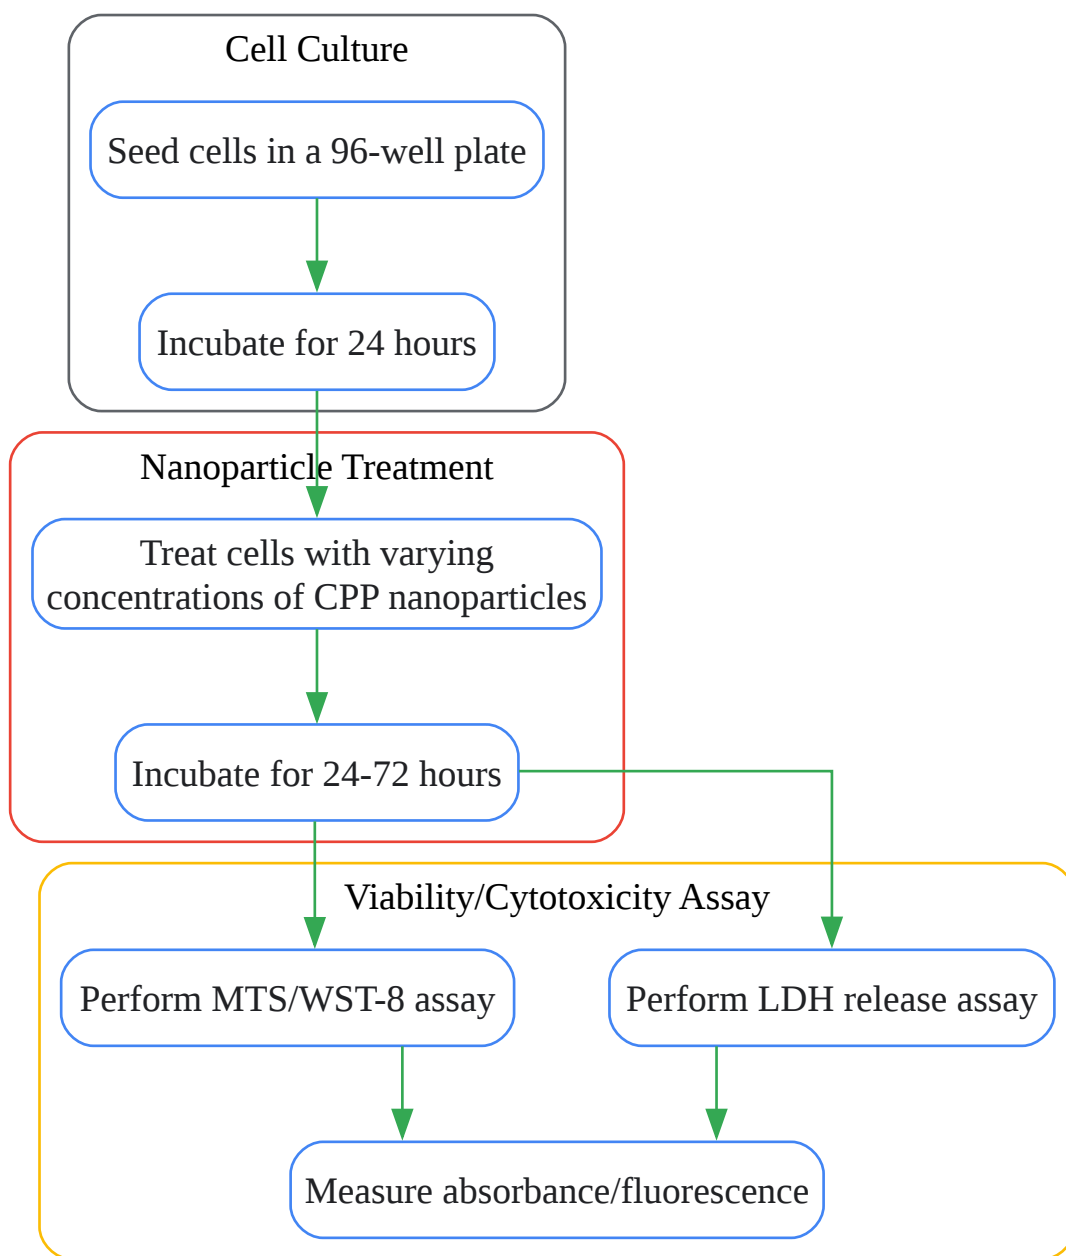 Cell Culture
Seed cells in a 96-well plate
Incubate for 24 hours
Nanoparticle Treatment
Treat cells with varying
concentrations of CPP nanoparticles
Incubate for 24-72 hours
Viability/Cytotoxicity Assay
Perform MTS/WST-8 assay
Perform LDH release assay
Measure absorbance/fluorescence